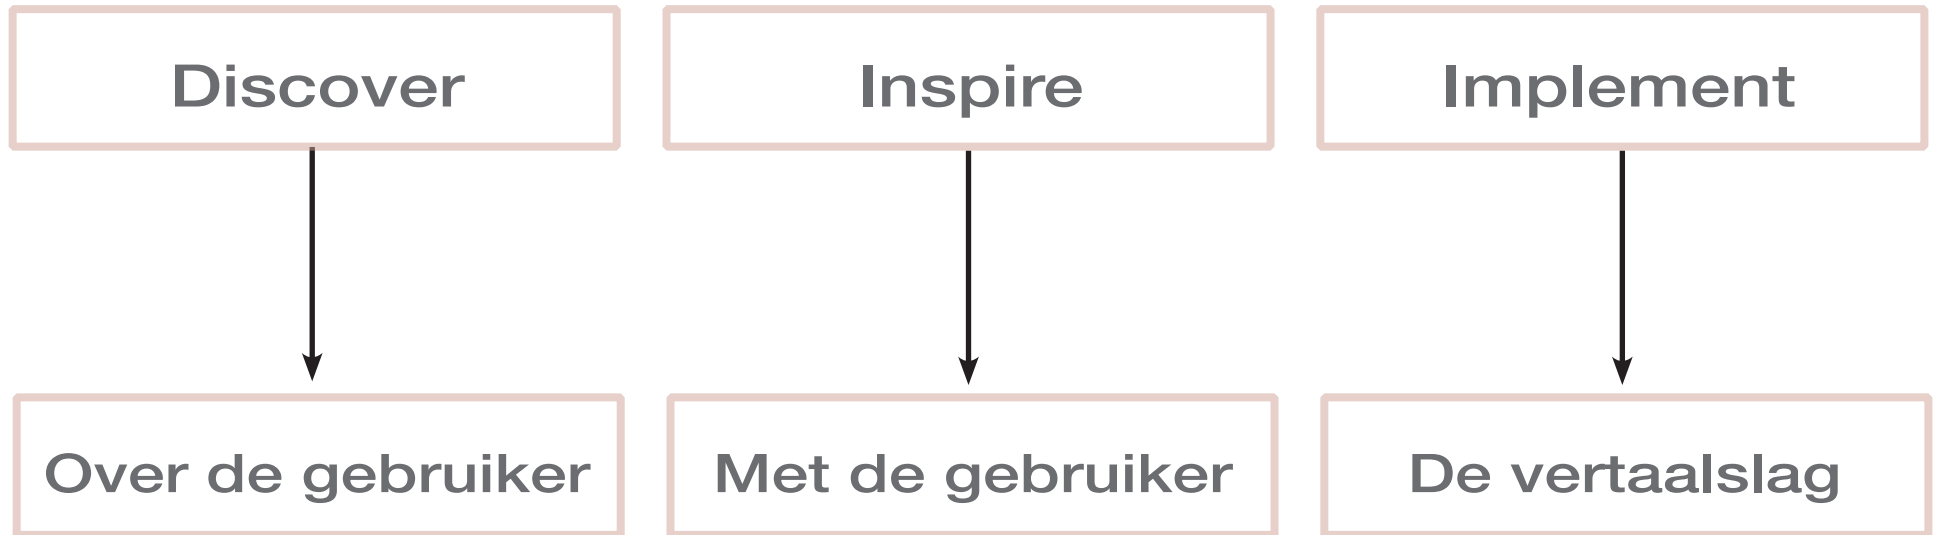 Discover
Inspire
Implement
Over de gebruiker
Met de gebruiker
De vertaalslag